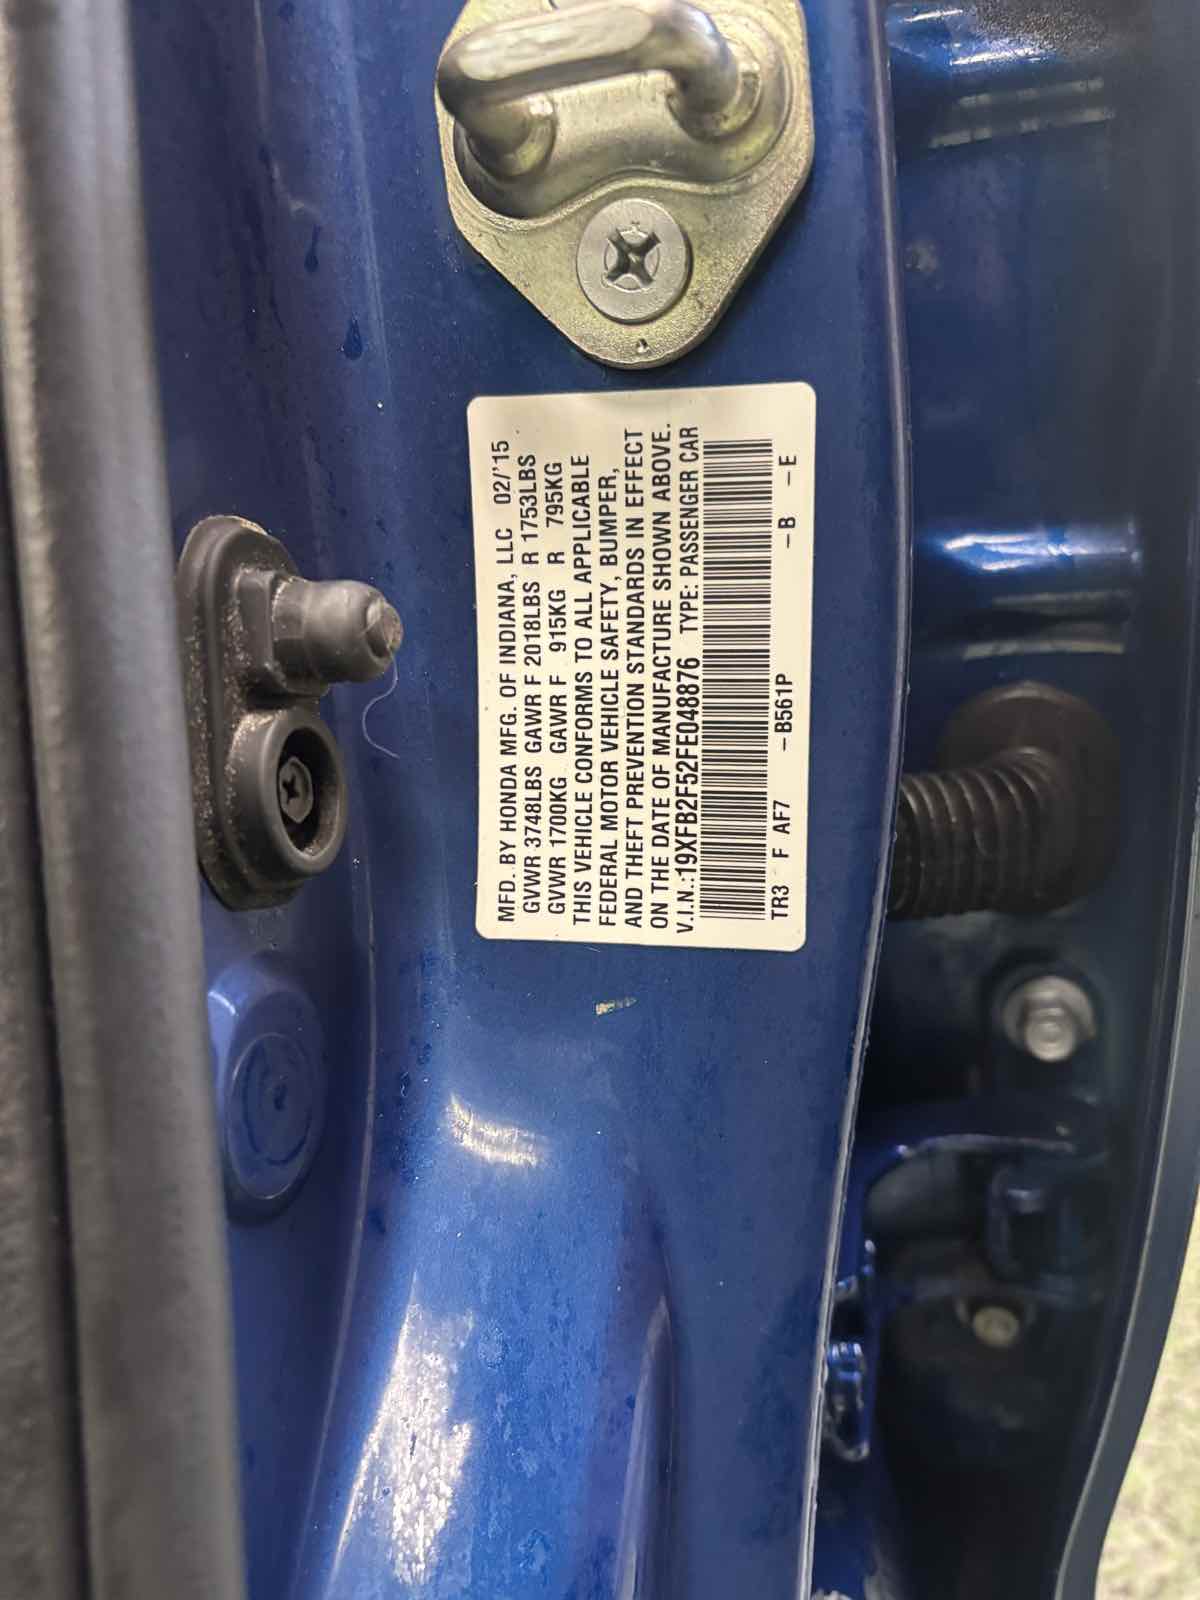 MFD. BY HONDA MFG. OF INDIANA, LLC 02/'15
GVWR 3748LBS GAWR F 2018LBS R 1753LBS
GVWR 1700KG GAWR F 915KG R 795KG
THIS VEHICLE CONFORMS TO ALL APPLICABLE
FEDERAL MOTOR VEHICLE SAFETY, BUMPER,
AND THEFT PREVENTION STANDARDS IN EFFECT
ON THE DATE OF MANUFACTURE SHOWN ABOVE.
V.I.N.:19XFB2F52FE048876 TYPE: PASSENGER CAR
TR3 F AF7 -B561P -B -E